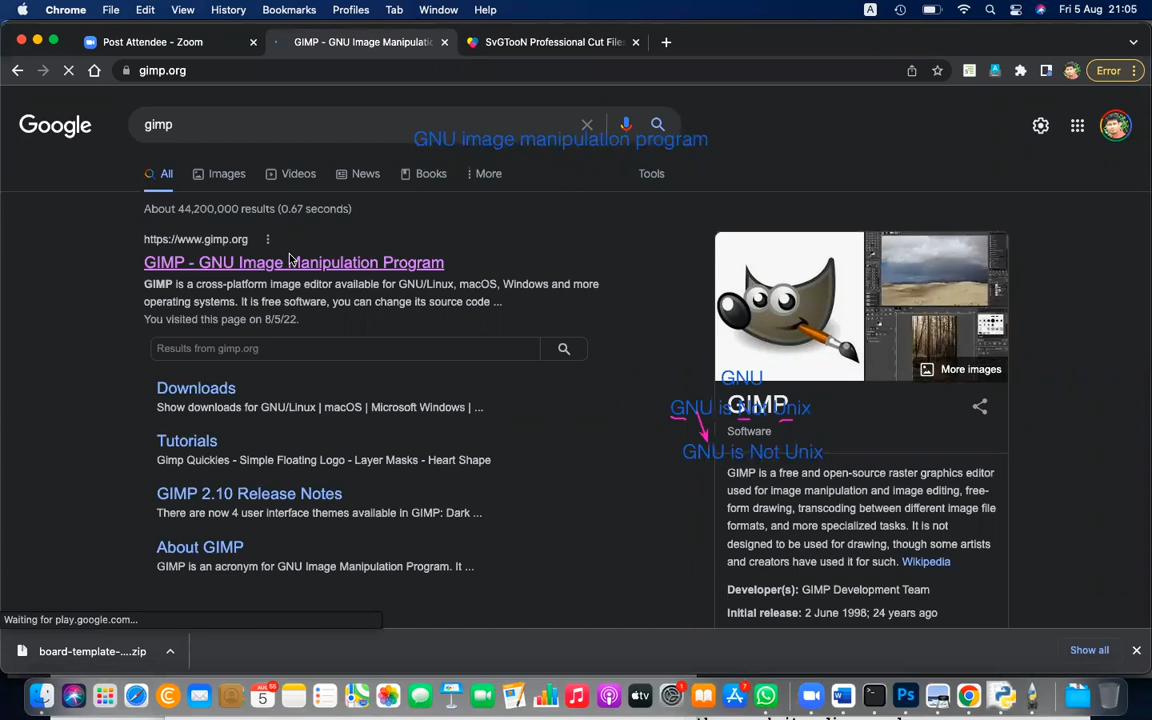 Chrome File Edit View History Bookmarks Profiles Tab Window Help A Fri 5 Aug 21:05
Post Attendee - Zoom GIMP - GNU Image Manipulatic SvGTooN Professional Cut Files
gimp.org Error
Google gimp
GNU image manipulation program
All Images Videos News Books More Tools
About 44,200,000 results (0.67 seconds)
https://www.gimp.org
GIMP - GNU Image Manipulation Program
GIMP is a cross-platform image editor available for GNU/Linux, macOS, Windows and more
operating systems. It is free software, you can change its source code ...
You visited this page on 8/5/22.
Results from gimp.org
Downloads
Show downloads for GNU/Linux | macOS | Microsoft Windows | ...
Tutorials
Gimp Quickies - Simple Floating Logo - Layer Masks - Heart Shape
GIMP 2.10 Release Notes
There are now 4 user interface themes available in GIMP: Dark ...
About GIMP
GIMP is an acronym for GNU Image Manipulation Program. It ...
More images
GNU
GIMP
GNU is Not Unix
Software
GNU is Not Unix
GIMP is a free and open-source raster graphics editor
used for image manipulation and image editing, free-
form drawing, transcoding between different image file
formats, and more specialized tasks. It is not
designed to be used for drawing, though some artists
and creators have used it for such. Wikipedia
Developer(s): GIMP Development Team
Initial release: 2 June 1998; 24 years ago
Waiting for play.google.com...
board-template-....zip Show all
AUG 5 55 tv 1 7 W Ps